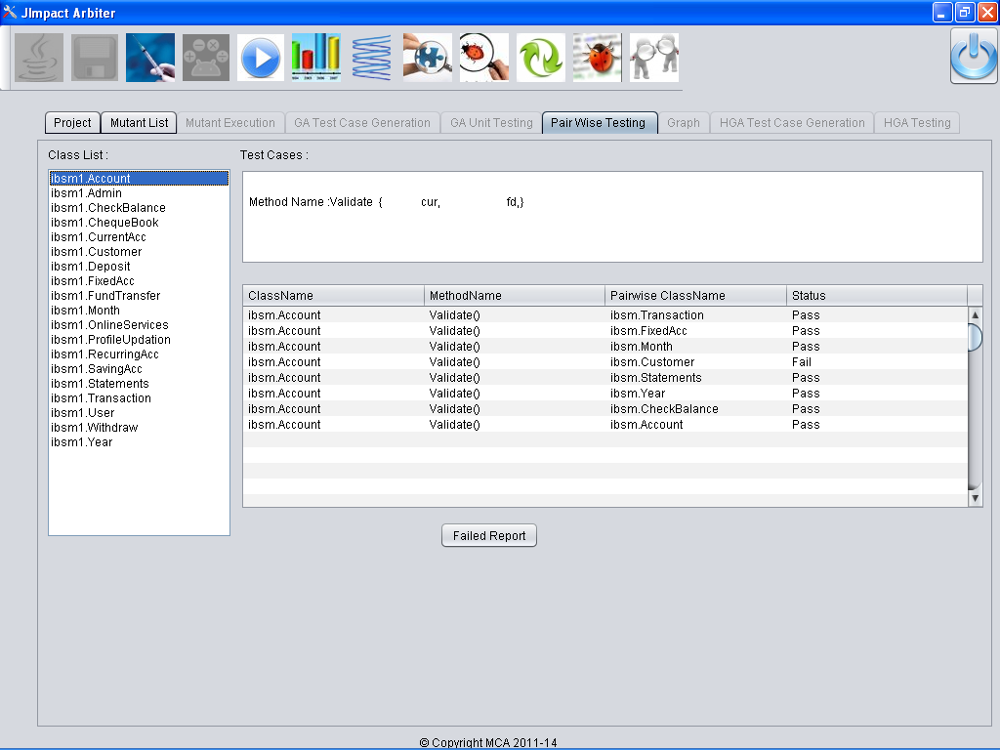 JImpact Arbiter
Project Mutant List Mutant Execution GA Test Case Generation GA Unit Testing Pair Wise Testing Graph HGA Test Case Generation HGA Testing
Class List : Test Cases :
ibsm1.Account
ibsm1.Admin
ibsm1.CheckBalance
ibsm1.ChequeBook
ibsm1.CurrentAcc
ibsm1.Customer
ibsm1.Deposit
ibsm1.FixedAcc
ibsm1.FundTransfer
ibsm1.Month
ibsm1.OnlineServices
ibsm1.ProfileUpdation
ibsm1.RecurringAcc
ibsm1.SavingAcc
ibsm1.Statements
ibsm1.Transaction
ibsm1.User
ibsm1.Withdraw
ibsm1.Year
Method Name :Validate { cur, fd,}
ClassName MethodName Pairwise ClassName Status
ibsm.Account Validate() ibsm.Transaction Pass
ibsm.Account Validate() ibsm.FixedAcc Pass
ibsm.Account Validate() ibsm.Month Pass
ibsm.Account Validate() ibsm.Customer Fail
ibsm.Account Validate() ibsm.Statements Pass
ibsm.Account Validate() ibsm.Year Pass
ibsm.Account Validate() ibsm.CheckBalance Pass
ibsm.Account Validate() ibsm.Account Pass
Failed Report
© Copyright MCA 2011-14